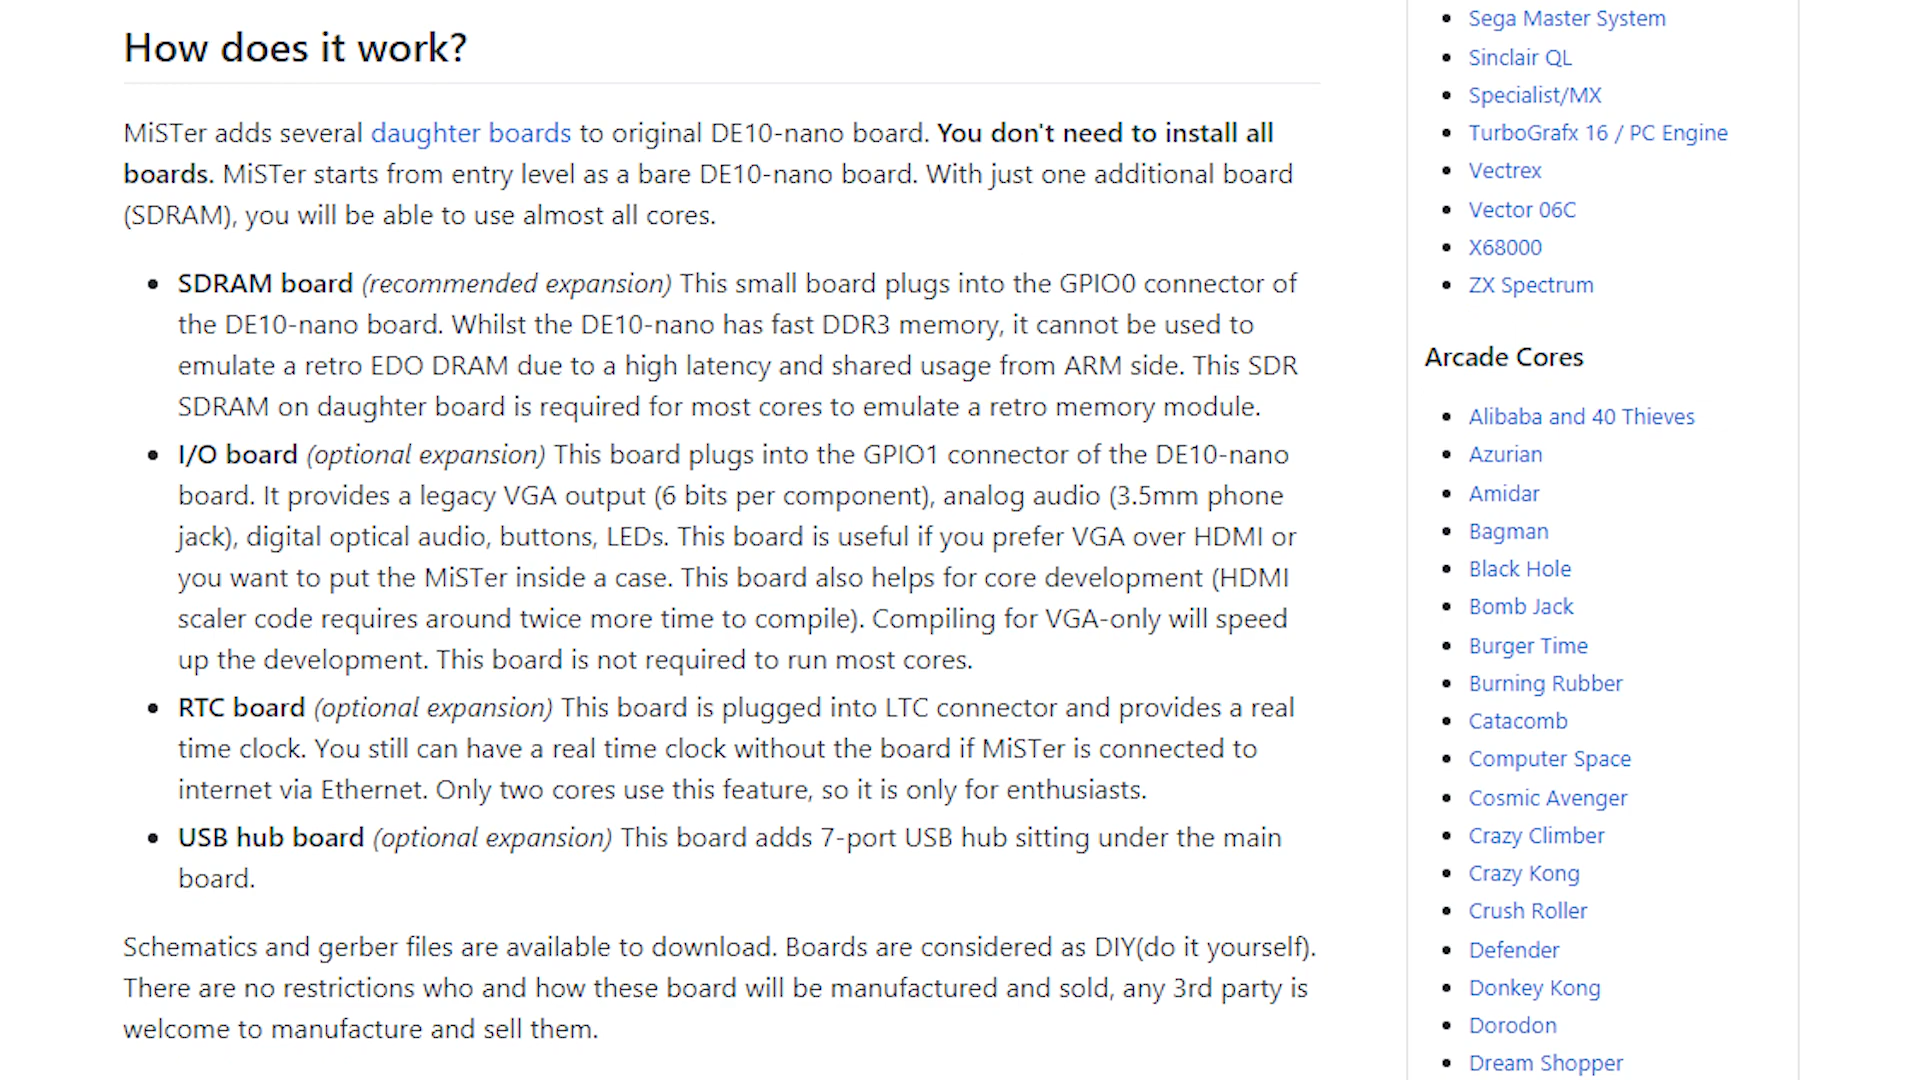 How does it work?
MiSTer adds several daughter boards to original DE10-nano board. You don't need to install all
boards. MiSTer starts from entry level as a bare DE10-nano board. With just one additional board
(SDRAM), you will be able to use almost all cores.
SDRAM board (recommended expansion) This small board plugs into the GPIO0 connector of
the DE10-nano board. Whilst the DE10-nano has fast DDR3 memory, it cannot be used to
emulate a retro EDO DRAM due to a high latency and shared usage from ARM side. This SDR
SDRAM on daughter board is required for most cores to emulate a retro memory module.
I/O board (optional expansion) This board plugs into the GPIO1 connector of the DE10-nano
board. It provides a legacy VGA output (6 bits per component), analog audio (3.5mm phone
jack), digital optical audio, buttons, LEDs. This board is useful if you prefer VGA over HDMI or
you want to put the MiSTer inside a case. This board also helps for core development (HDMI
scaler code requires around twice more time to compile). Compiling for VGA-only will speed
up the development. This board is not required to run most cores.
RTC board (optional expansion) This board is plugged into LTC connector and provides a real
time clock. You still can have a real time clock without the board if MiSTer is connected to
internet via Ethernet. Only two cores use this feature, so it is only for enthusiasts.
USB hub board (optional expansion) This board adds 7-port USB hub sitting under the main
board.
Schematics and gerber files are available to download. Boards are considered as DIY(do it yourself).
There are no restrictions who and how these board will be manufactured and sold, any 3rd party is
welcome to manufacture and sell them.
Sega Master System
Sinclair QL
Specialist/MX
TurboGrafx 16 / PC Engine
Vectrex
Vector 06C
X68000
ZX Spectrum
Arcade Cores
Alibaba and 40 Thieves
Azurian
Amidar
Bagman
Black Hole
Bomb Jack
Burger Time
Burning Rubber
Catacomb
Computer Space
Cosmic Avenger
Crazy Climber
Crazy Kong
Crush Roller
Defender
Donkey Kong
Dorodon
Dream Shopper